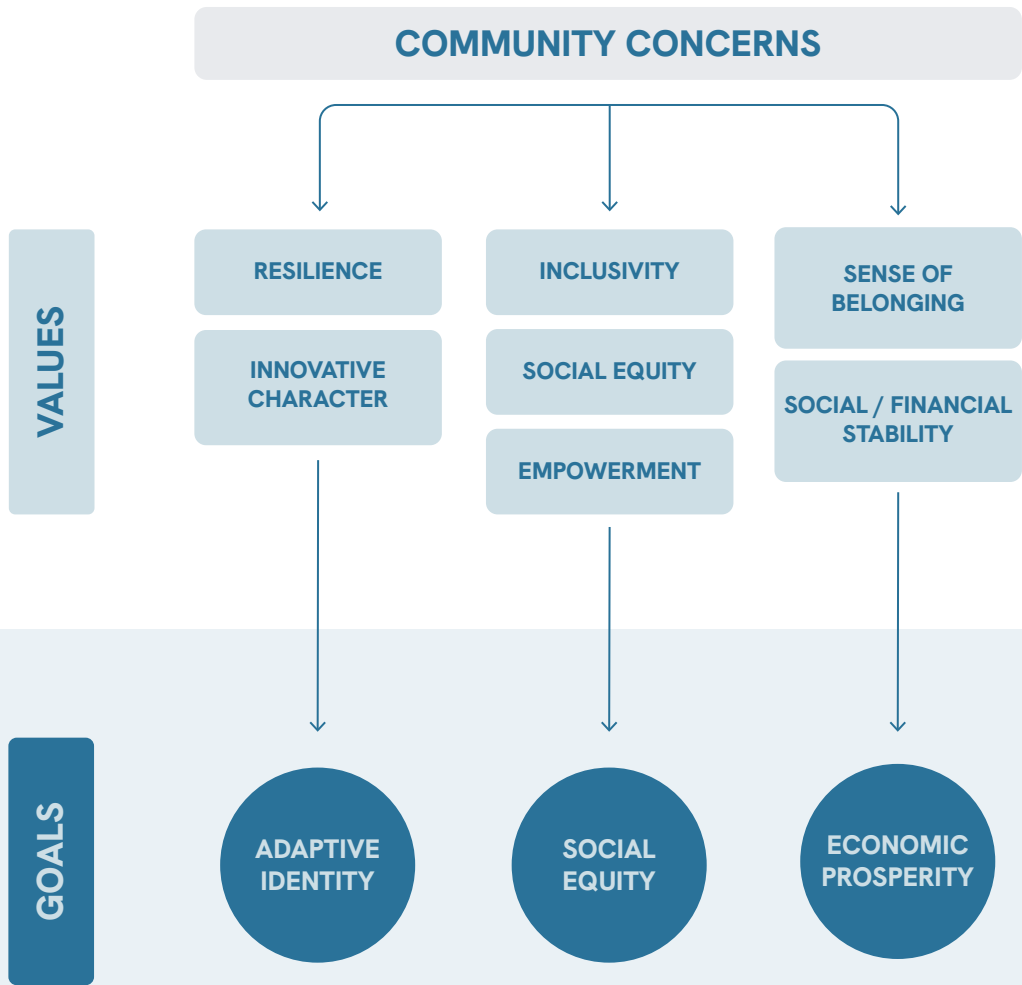 COMMUNITY CONCERNS
VALUES
RESILIENCE
INNOVATIVE
CHARACTER
INCLUSIVITY
SOCIAL EQUITY
EMPOWERMENT
SENSE OF
BELONGING
SOCIAL / FINANCIAL
STABILITY
GOALS
ADAPTIVE
IDENTITY
SOCIAL
EQUITY
ECONOMIC
PROSPERITY